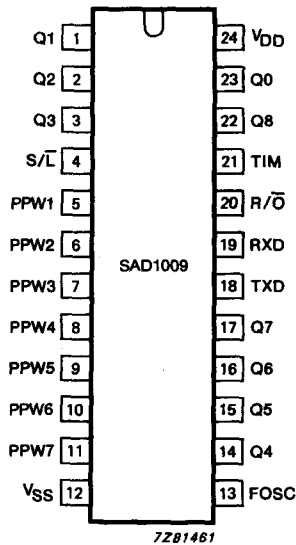 Q1 1 24 VDD
Q2 2 23 Q0
Q3 3 22 Q8
S/L̅ 4 21 TIM
PPW1 5 20 R/O̅
PPW2 6 19 RXD
SAD1009
PPW3 7 18 TXD
PPW4 8 17 Q7
PPW5 9 16 Q6
PPW6 10 15 Q5
PPW7 11 14 Q4
VSS 12 13 FOSC
7Z81461